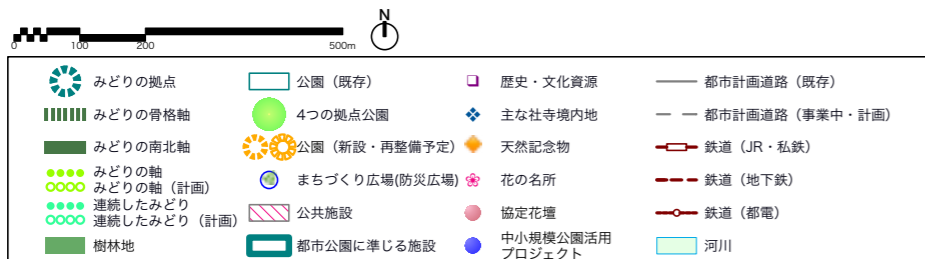 N
0 100 200 500m
みどりの拠点 公園（既存） 歴史・文化資源 都市計画道路（既存）
みどりの骨格軸 4つの拠点公園 主な社寺境内地 都市計画道路（事業中・計画）
みどりの南北軸 公園（新設・再整備予定） 天然記念物 鉄道（JR・私鉄）
みどりの軸
みどりの軸（計画） まちづくり広場(防災広場) 花の名所 鉄道（地下鉄）
連続したみどり
連続したみどり（計画） 公共施設 協定花壇 鉄道（都電）
樹林地 都市公園に準じる施設 中小規模公園活用
プロジェクト 河川